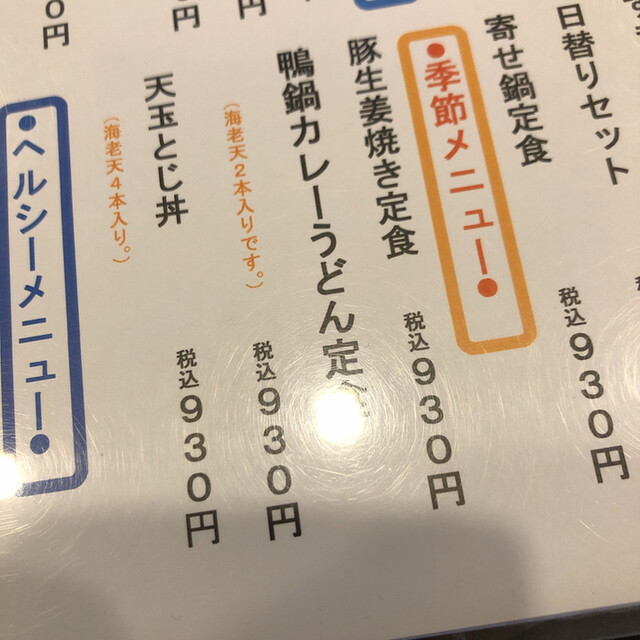 日替りセット
税込930円
寄せ鍋定食
●季節メニュー●
豚生姜焼き定食
税込930円
鴨鍋カレーうどん定
税込930円
(海老天2本入りです。)
天玉とじ丼
税込930円
(海老天4本入り。)
●ヘルシーメニュー●
0円
円